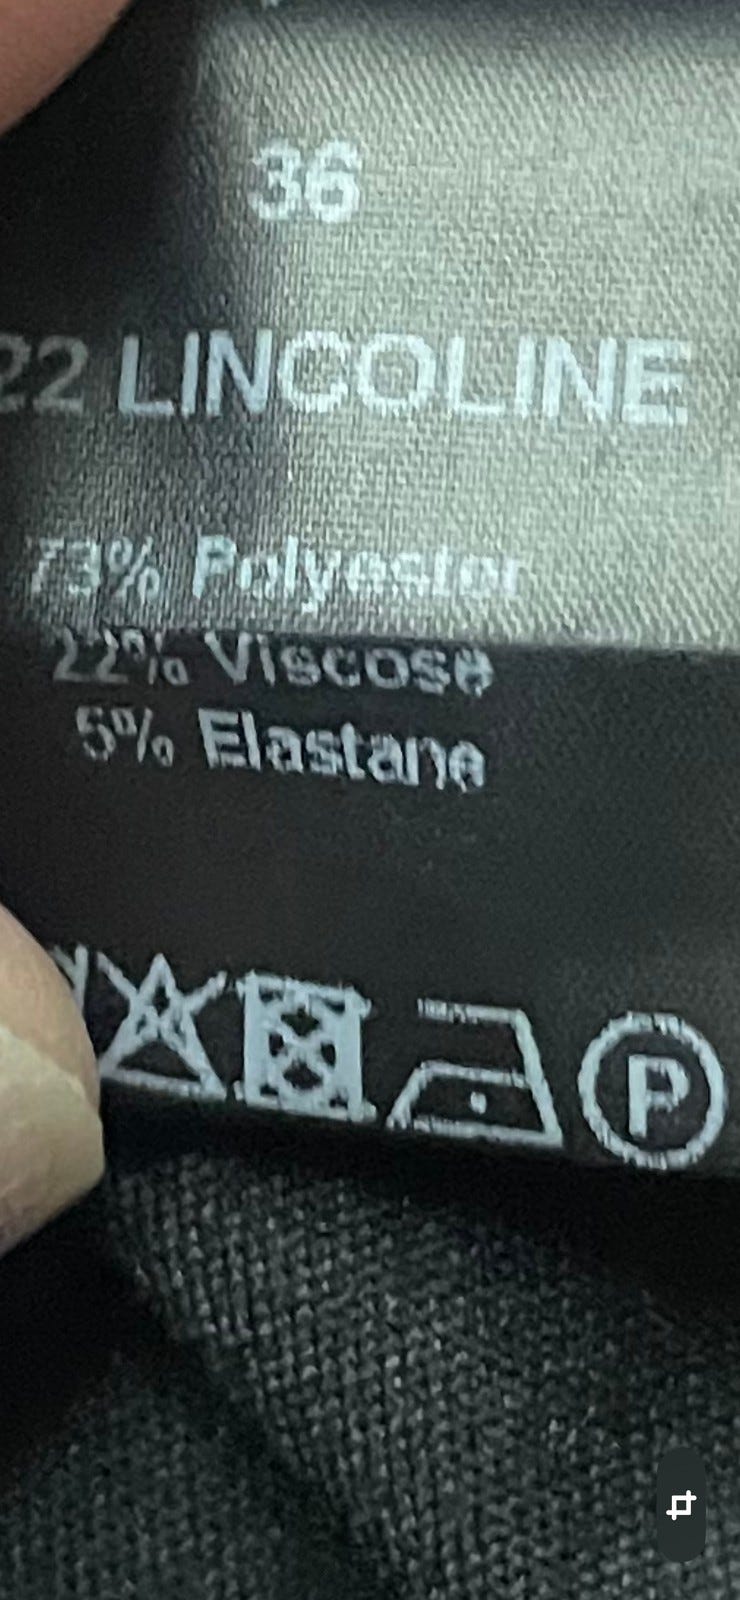 36
22 LINCOLINE
73% Polyester
22% Viscose
5% Elastane
P